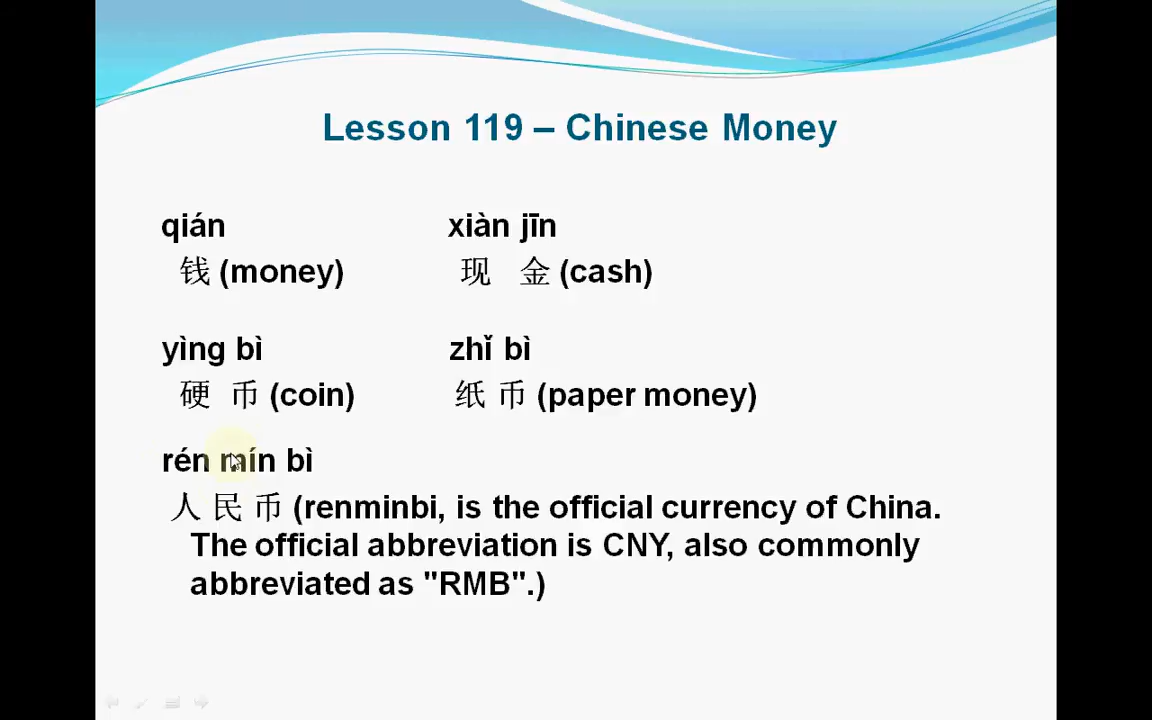 Lesson 119 – Chinese Money
qián xiàn jīn
钱 (money) 现 金 (cash)
yìng bì zhǐ bì
硬 币 (coin) 纸 币 (paper money)
rén mín bì
人 民 币 (renminbi, is the official currency of China.
The official abbreviation is CNY, also commonly
abbreviated as "RMB".)